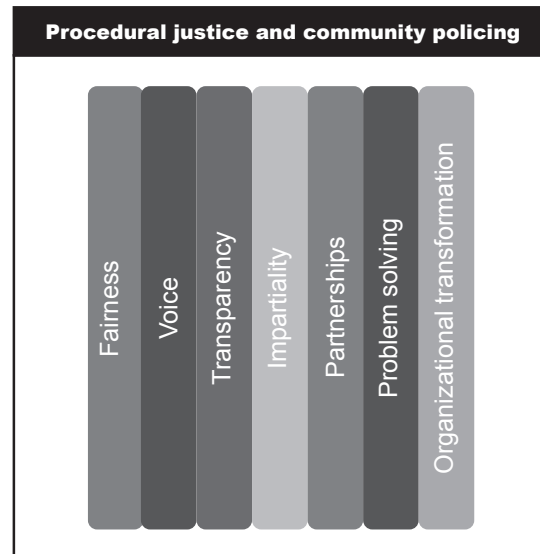 Procedural justice and community policing
Fairness
Voice
Transparency
Impartiality
Partnerships
Problem solving
Organizational transformation